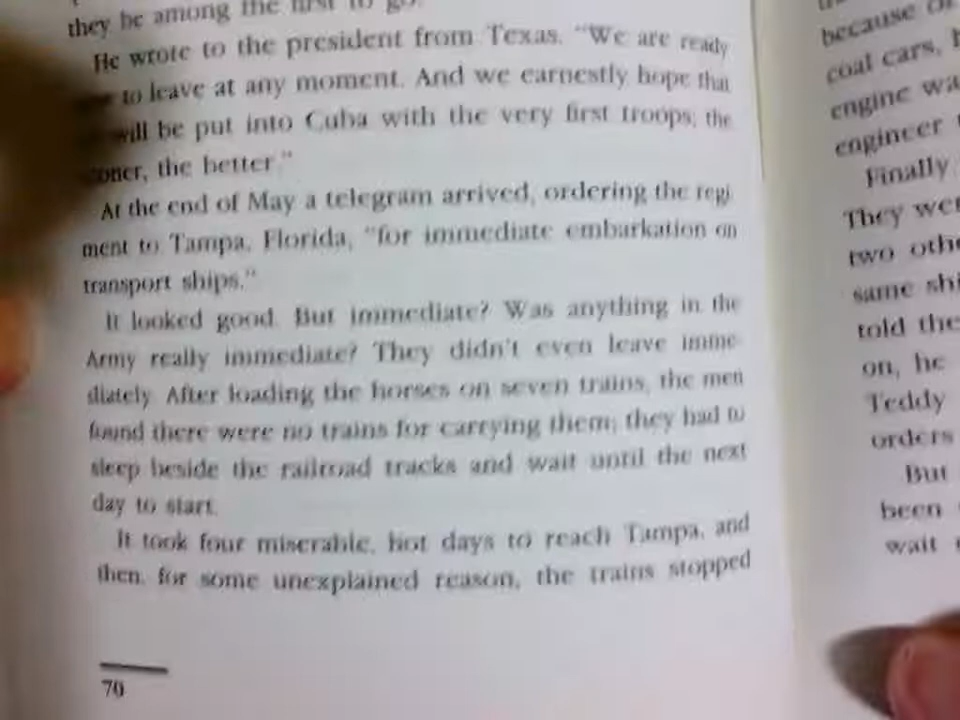 they be among the first to go.
He wrote to the president from Texas. "We are ready
to leave at any moment. And we earnestly hope that
will be put into Cuba with the very first troops; the
the better."
At the end of May a telegram arrived, ordering the regi
ment to Tampa, Florida, "for immediate embarkation on
transport ships."
It looked good. But immediate? Was anything in the
Army really immediate? They didn't even leave imme-
diately. After loading the horses on seven trains, the men
found there were no trains for carrying them; they had to
sleep beside the railroad tracks and wait until the next
day to start.
It took four miserable, hot days to reach Tampa, and
then, for some unexplained reason, the trains stopped
70
because
coal cars,
engine
engineer
Finally
They
two
same
told
on, he
Teddy
orders
But
been
wait